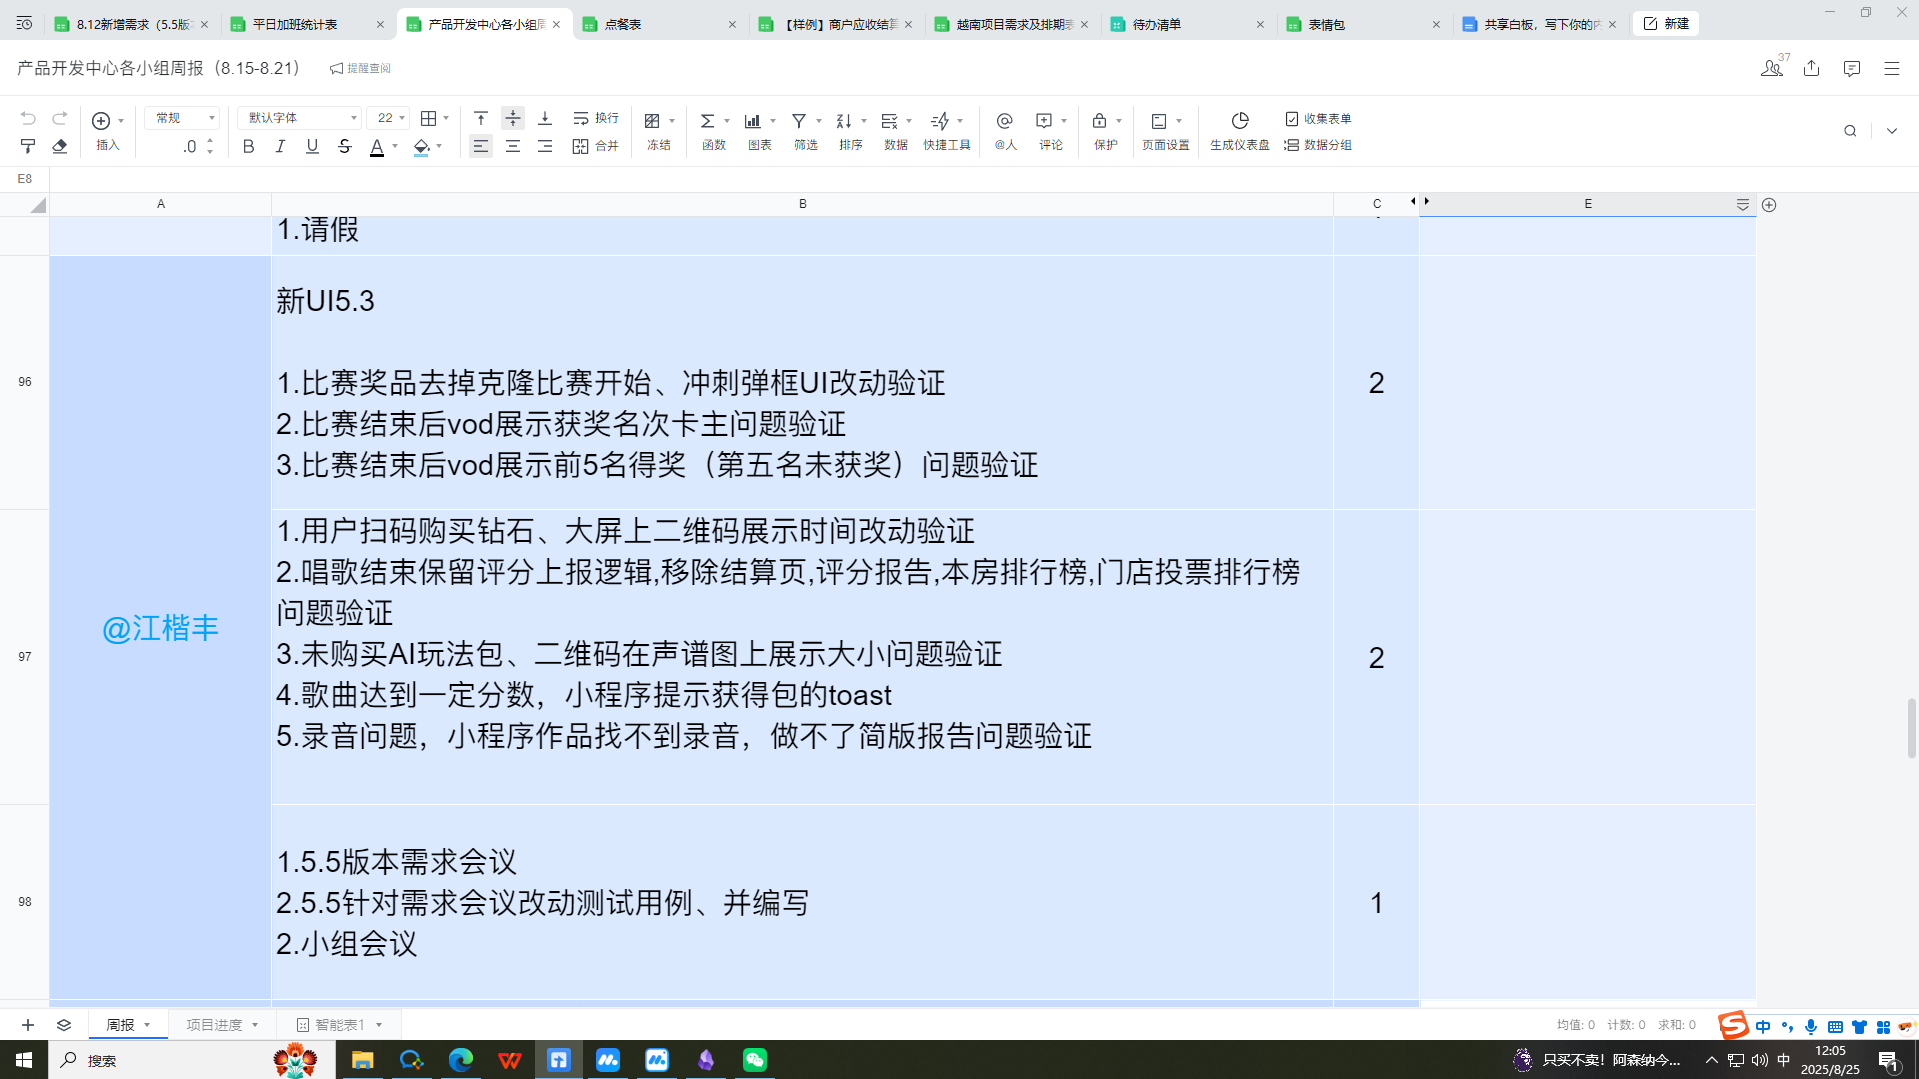 8.12新增需求（5.5版
平日加班统计表
产品开发中心各小组周
点餐表
【样例】商户应收结算
越南项目需求及排期表
待办清单
表情包
共享白板，写下你的内
新建
产品开发中心各小组周报（8.15-8.21）
提醒查阅
37
插入
常规
.0
默认字体
22
B I U S A
换行
合并
冻结
函数
图表
筛选
排序
数据
快捷工具
@人
评论
保护
页面设置
生成仪表盘
收集表单
数据分组
E8
A B C E
1.请假
96
新UI5.3
1.比赛奖品去掉克隆比赛开始、冲刺弹框UI改动验证
2.比赛结束后vod展示获奖名次卡主问题验证
3.比赛结束后vod展示前5名得奖（第五名未获奖）问题验证
2
@江楷丰
97
1.用户扫码购买钻石、大屏上二维码展示时间改动验证
2.唱歌结束保留评分上报逻辑,移除结算页,评分报告,本房排行榜,门店投票排行榜
问题验证
3.未购买AI玩法包、二维码在声谱图上展示大小问题验证
4.歌曲达到一定分数，小程序提示获得包的toast
5.录音问题，小程序作品找不到录音，做不了简版报告问题验证
2
98
1.5.5版本需求会议
2.5.5针对需求会议改动测试用例、并编写
2.小组会议
1
周报
项目进度
智能表1
均值: 0 计数: 0 求和: 0
中
搜索
只买不卖！阿森纳今...
中
12:05
2025/8/25
1